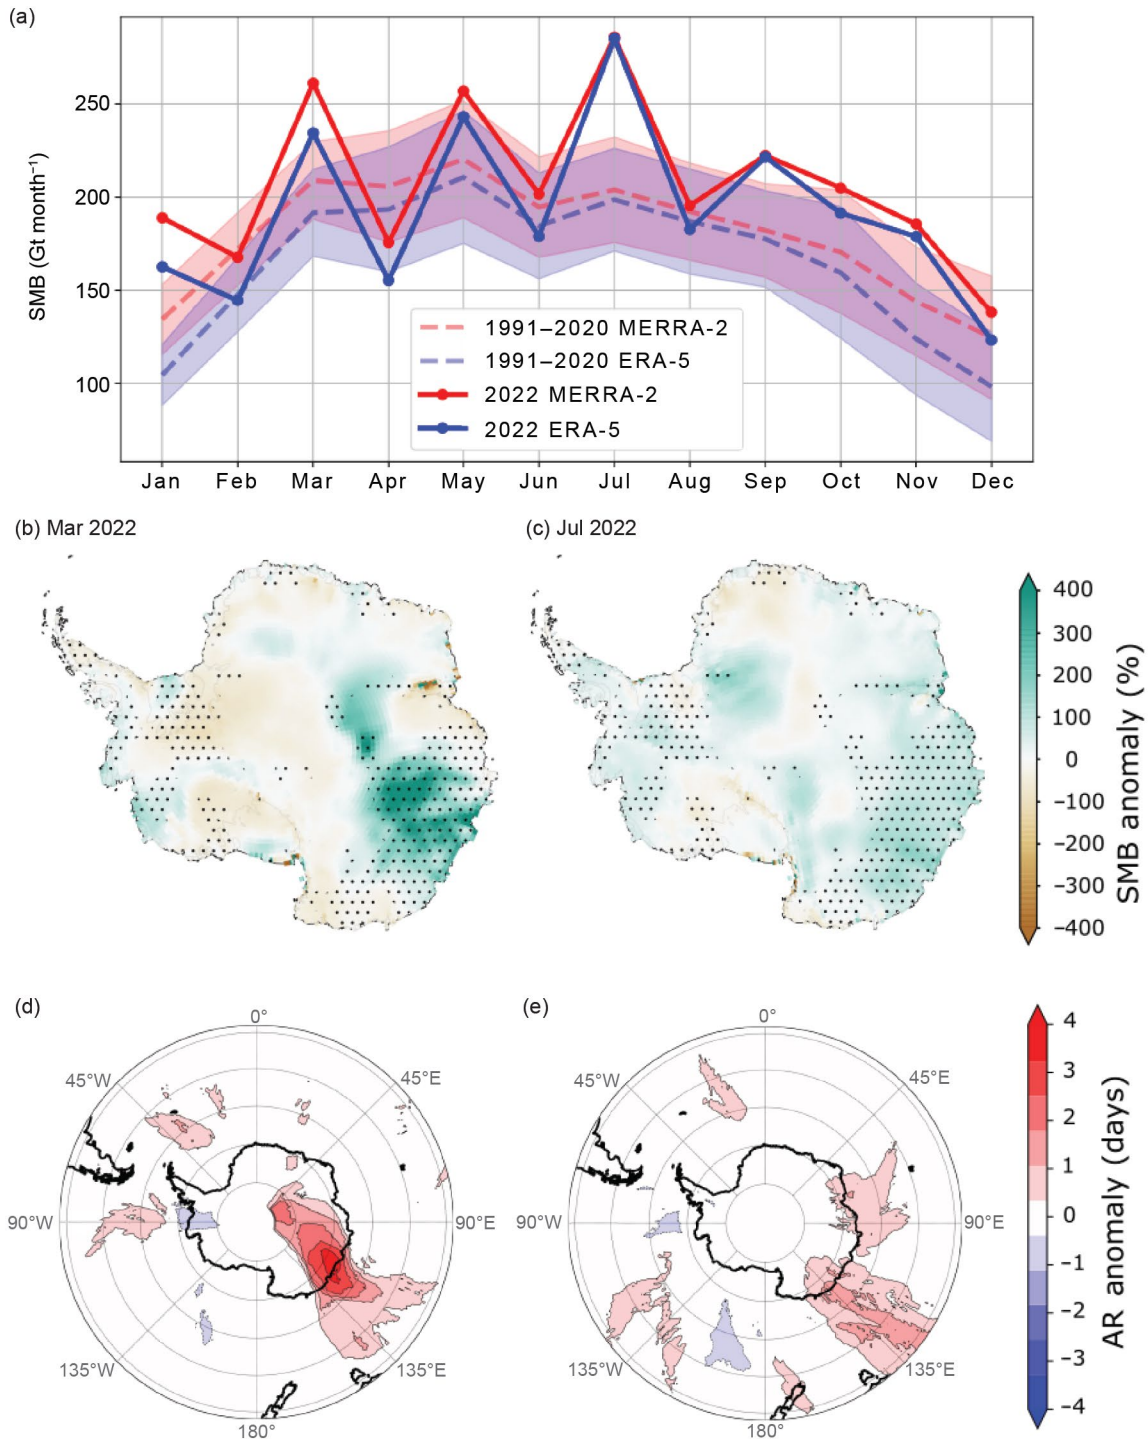 (a)
250
200
150
100
SMB (Gt month⁻¹)
1991–2020 MERRA-2
1991–2020 ERA-5
2022 MERRA-2
2022 ERA-5
Jan Feb Mar Apr May Jun Jul Aug Sep Oct Nov Dec
(b) Mar 2022
(c) Jul 2022
400
300
200
100
0
−100
−200
−300
−400
SMB anomaly (%)
(d)
0°
45°W
45°E
90°W
90°E
135°W
135°E
180°
(e)
0°
45°W
45°E
90°W
90°E
135°W
135°E
180°
4
3
2
1
0
−1
−2
−3
−4
AR anomaly (days)